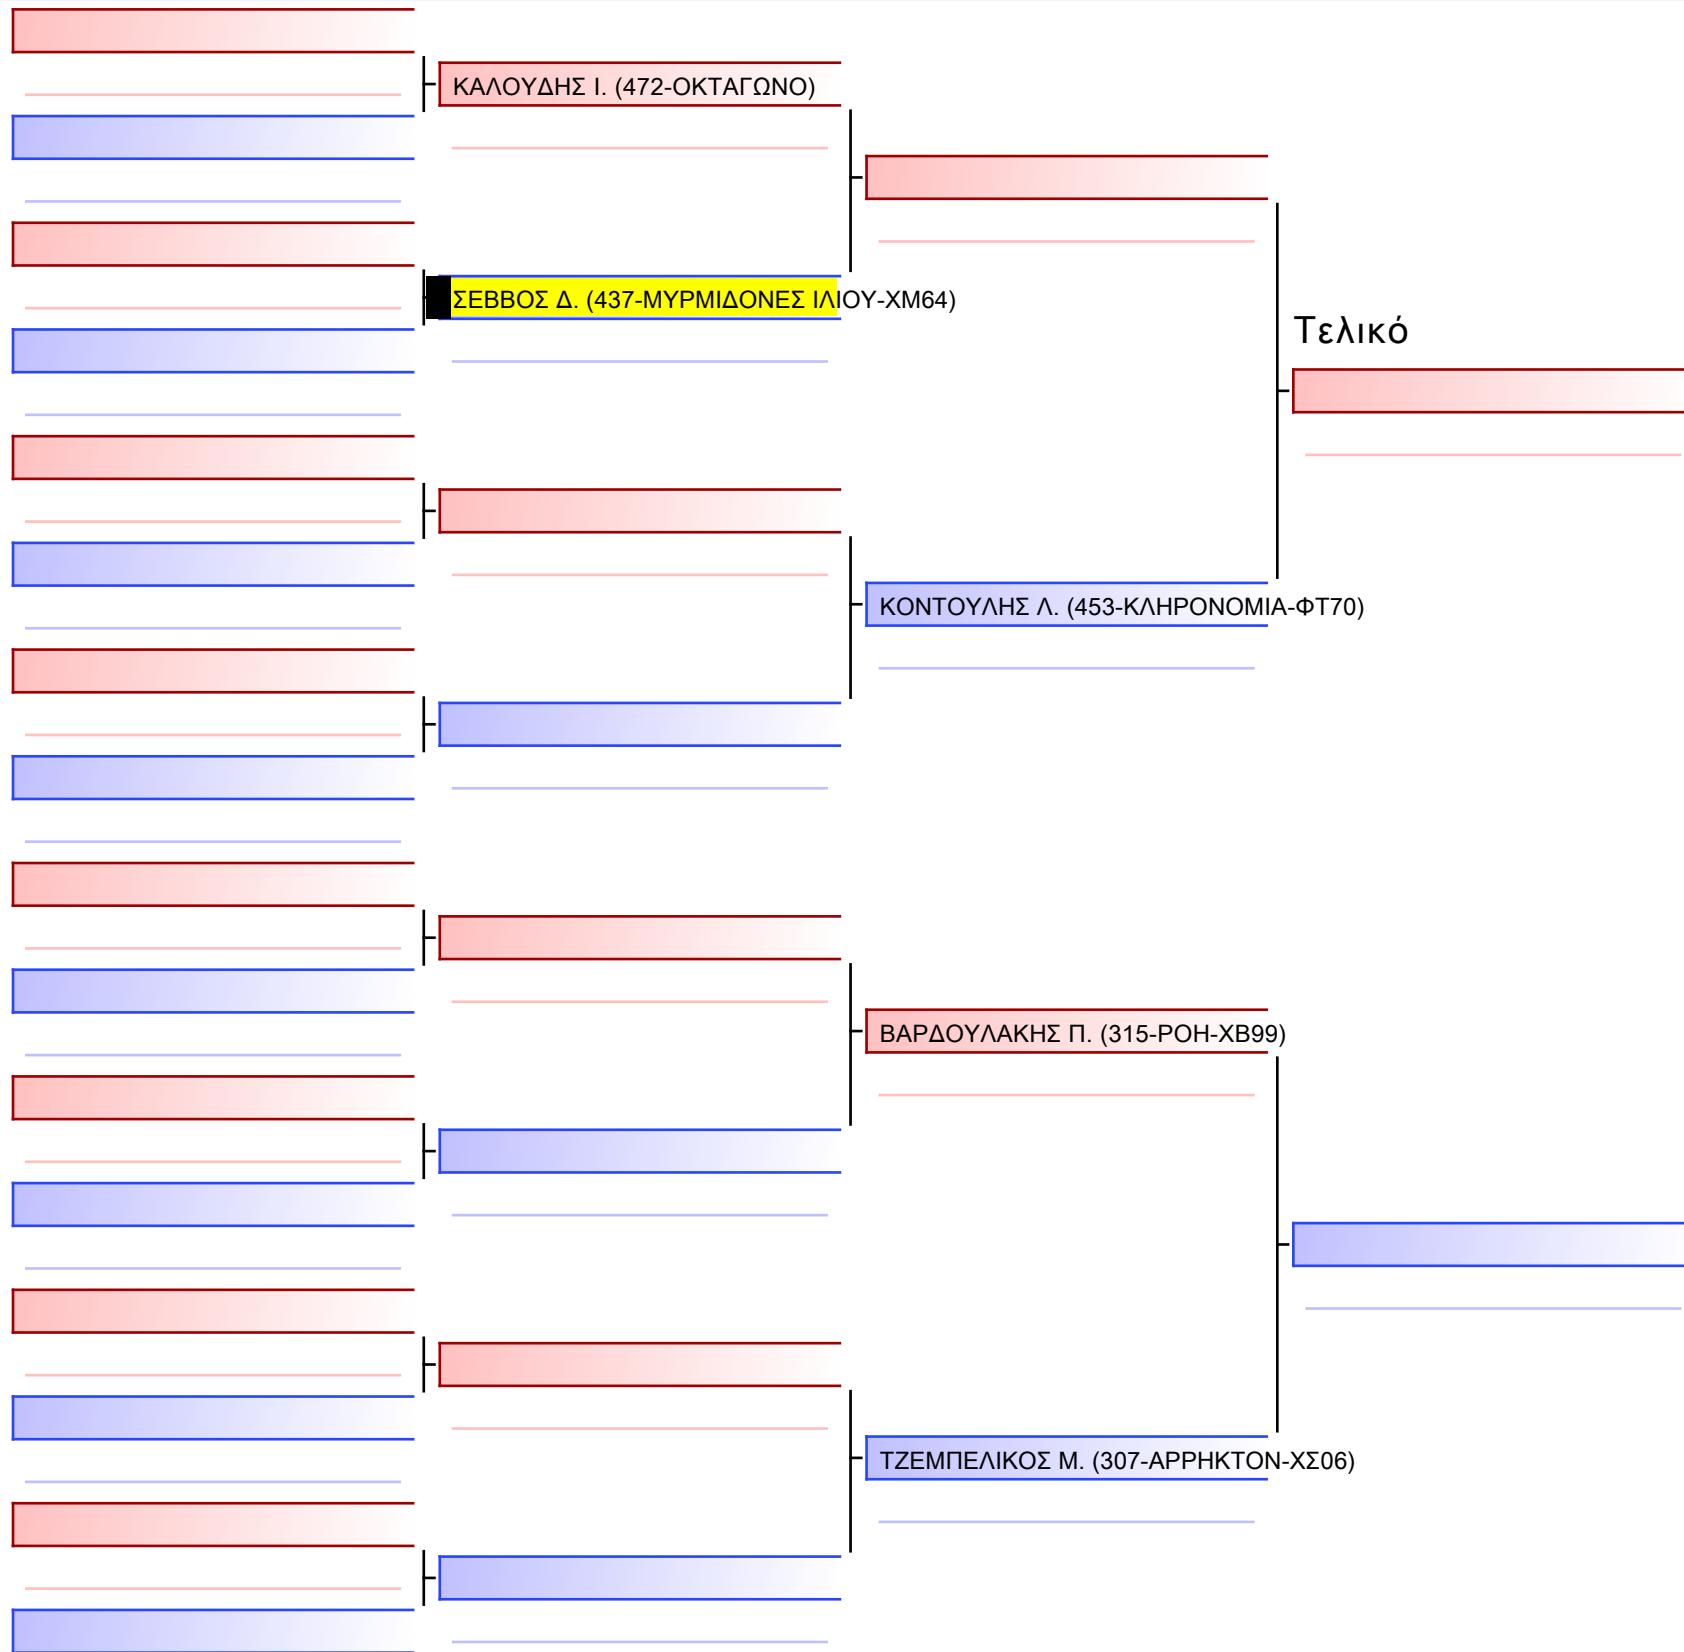 ΚΑΛΟΥΔΗΣ Ι. (472-ΟΚΤΑΓΩΝΟ)
ΣΕΒΒΟΣ Δ. (437-ΜΥΡΜΙΔΟΝΕΣ ΙΛΙΟΥ-ΧΜ64)
Τελικό
ΚΟΝΤΟΥΛΗΣ Λ. (453-ΚΛΗΡΟΝΟΜΙΑ-ΦΤ70)
ΒΑΡΔΟΥΛΑΚΗΣ Π. (315-ΡΟΗ-ΧΒ99)
ΤΖΕΜΠΕΛΙΚΟΣ Μ. (307-ΑΡΡΗΚΤΟΝ-ΧΣ06)